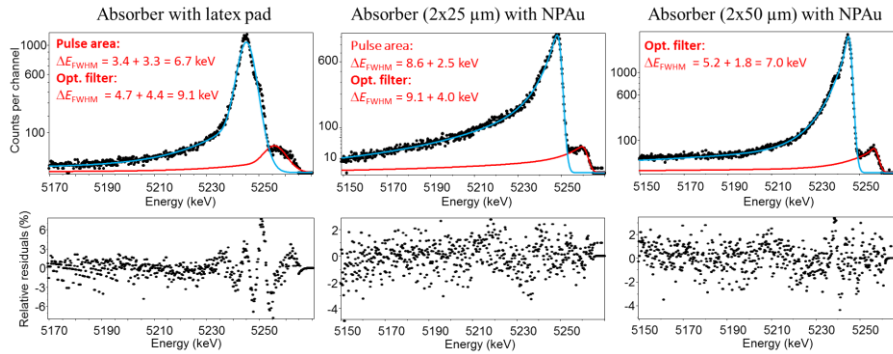 Absorber with latex pad
Absorber (2x25 µm) with NPAu
Absorber (2x50 µm) with NPAu
Counts per channel
1000
600
100
Pulse area:
ΔE_FWHM = 3.4 + 3.3 = 6.7 keV
Opt. filter:
ΔE_FWHM = 4.7 + 4.4 = 9.1 keV
5170 5190 5210 5230 5250
Energy (keV)
600
100
10
Pulse area:
ΔE_FWHM = 8.6 + 2.5 keV
Opt. filter:
ΔE_FWHM = 9.1 + 4.0 keV
5150 5170 5190 5210 5230 5250
Energy (keV)
1000
600
100
Opt. filter:
ΔE_FWHM = 5.2 + 1.8 = 7.0 keV
5150 5170 5190 5210 5230 5250
Energy (keV)
Relative residuals (%)
6
3
0
-3
-6
5170 5190 5210 5230 5250
Energy (keV)
2
0
-2
-4
5150 5170 5190 5210 5230 5250
Energy (keV)
2
0
-2
-4
5150 5170 5190 5210 5230 5250
Energy (keV)